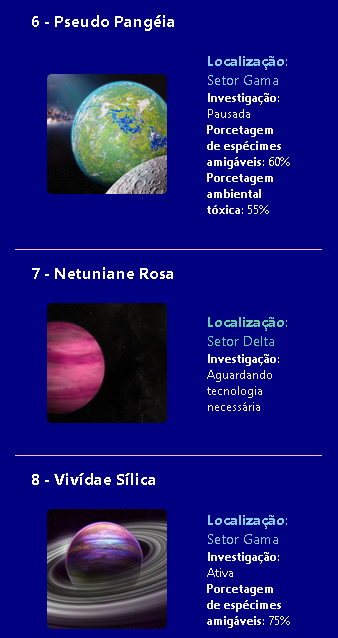 6 - Pseudo Pangéia
Localização:
Setor Gama
Investigação:
Pausada
Porcetagem
de espécimes
amigáveis: 60%
Porcetagem
ambiental
tóxica: 55%
7 - Netuniane Rosa
Localização:
Setor Delta
Investigação:
Aguardando
tecnologia
necessária
8 - Vivídae Sílica
Localização:
Setor Gama
Investigação:
Ativa
Porcetagem
de espécimes
amigáveis: 75%